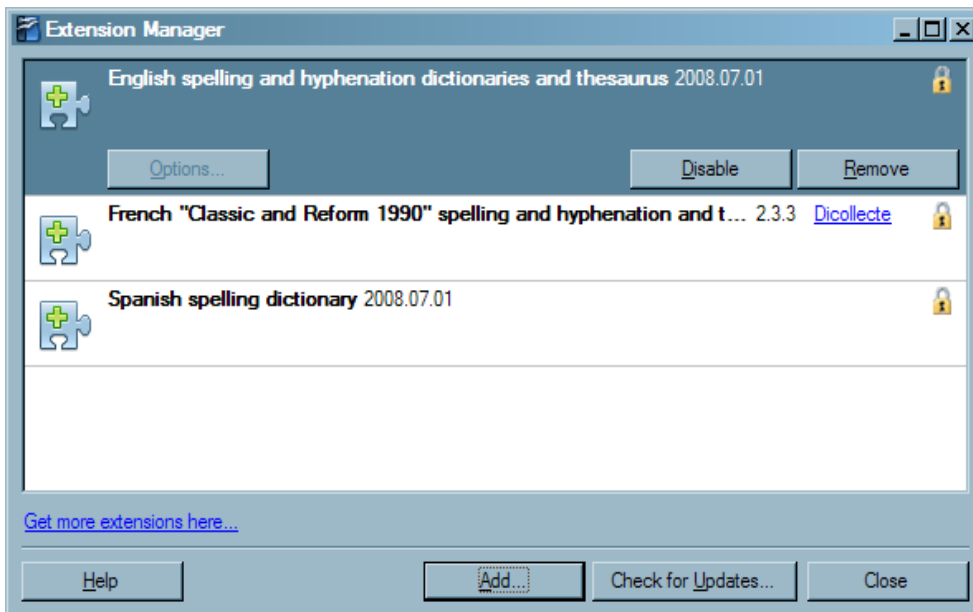 Extension Manager
English spelling and hyphenation dictionaries and thesaurus 2008.07.01
Options... Disable Remove
French "Classic and Reform 1990" spelling and hyphenation and t... 2.3.3 Dicollecte
Spanish spelling dictionary 2008.07.01
Get more extensions here...
Help Add... Check for Updates... Close